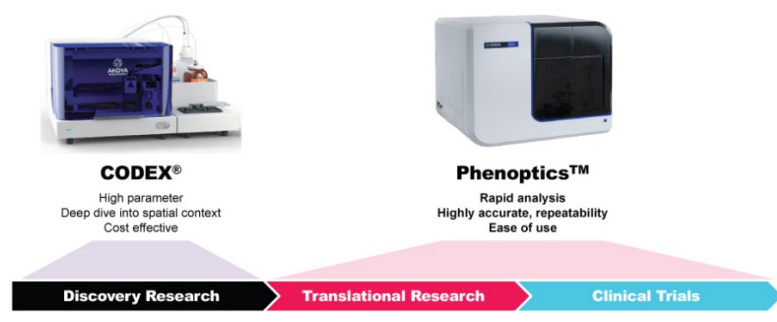 AKOYA
CODEX®
High parameter
Deep dive into spatial context
Cost effective
Phenoptics™
Rapid analysis
Highly accurate, repeatability
Ease of use
Discovery Research
Translational Research
Clinical Trials